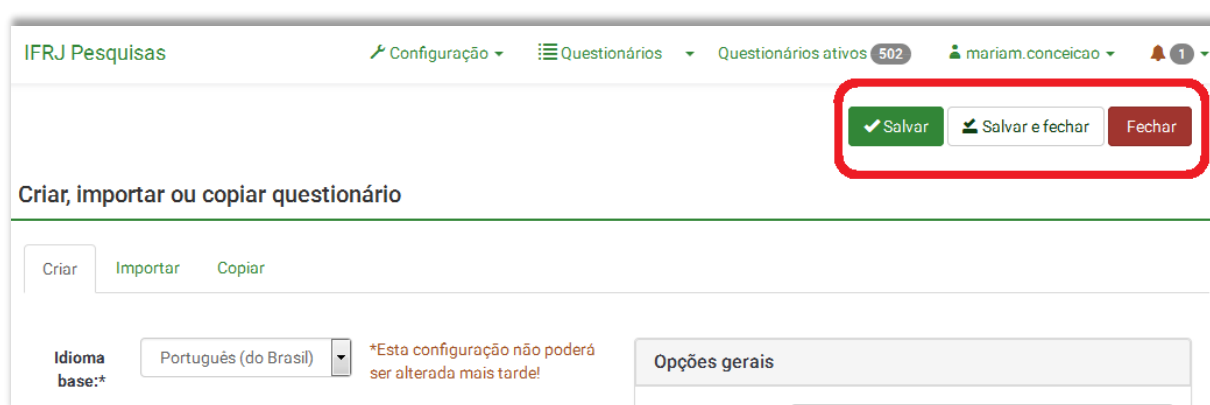 IFRJ Pesquisas Configuração Questionários Questionários ativos 502 mariam.conceicao 1
Salvar Salvar e fechar Fechar
Criar, importar ou copiar questionário
Criar Importar Copiar
Idioma base:* Português (do Brasil) *Esta configuração não poderá
ser alterada mais tarde!
Opções gerais